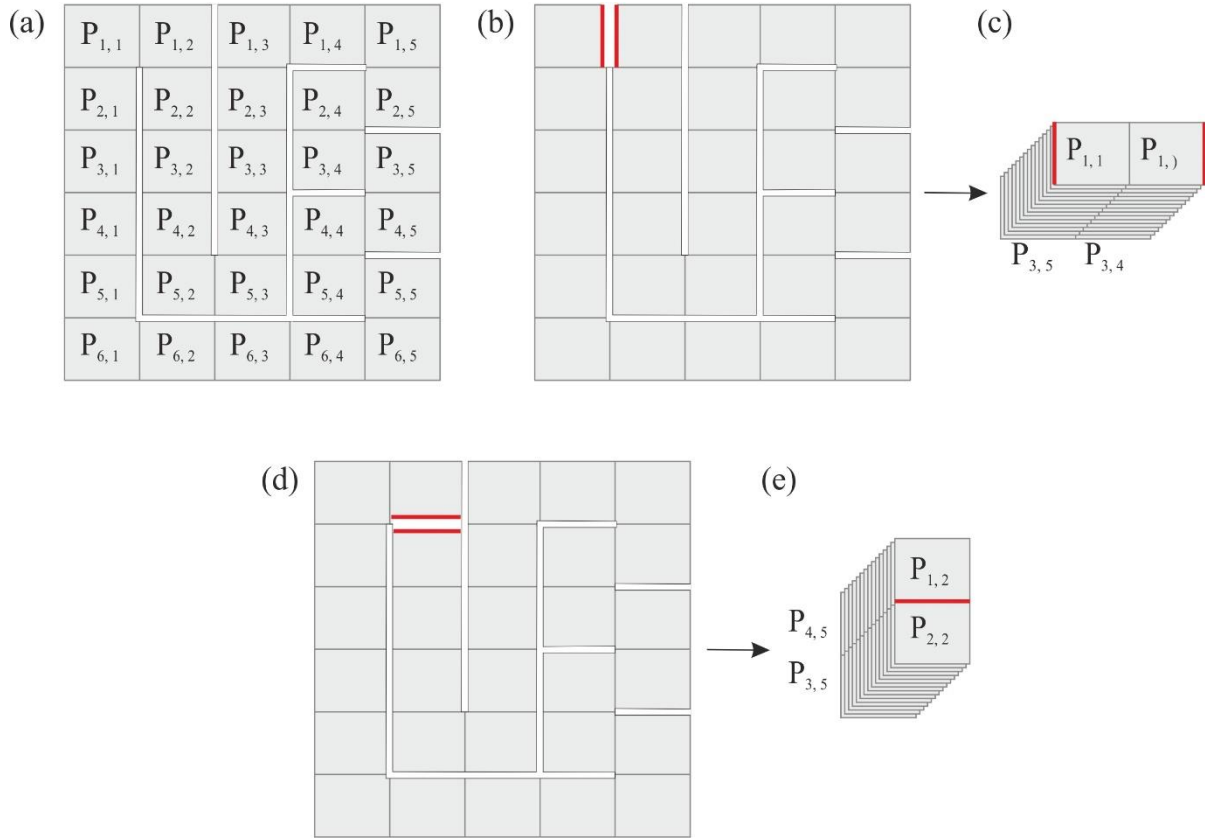 (a)
P1, 1 P1, 2 P1, 3 P1, 4 P1, 5
P2, 1 P2, 2 P2, 3 P2, 4 P2, 5
P3, 1 P3, 2 P3, 3 P3, 4 P3, 5
P4, 1 P4, 2 P4, 3 P4, 4 P4, 5
P5, 1 P5, 2 P5, 3 P5, 4 P5, 5
P6, 1 P6, 2 P6, 3 P6, 4 P6, 5
(b)
(c)
P1, 1 P1, )
P3, 5 P3, 4
(d)
(e)
P1, 2
P2, 2
P4, 5
P3, 5